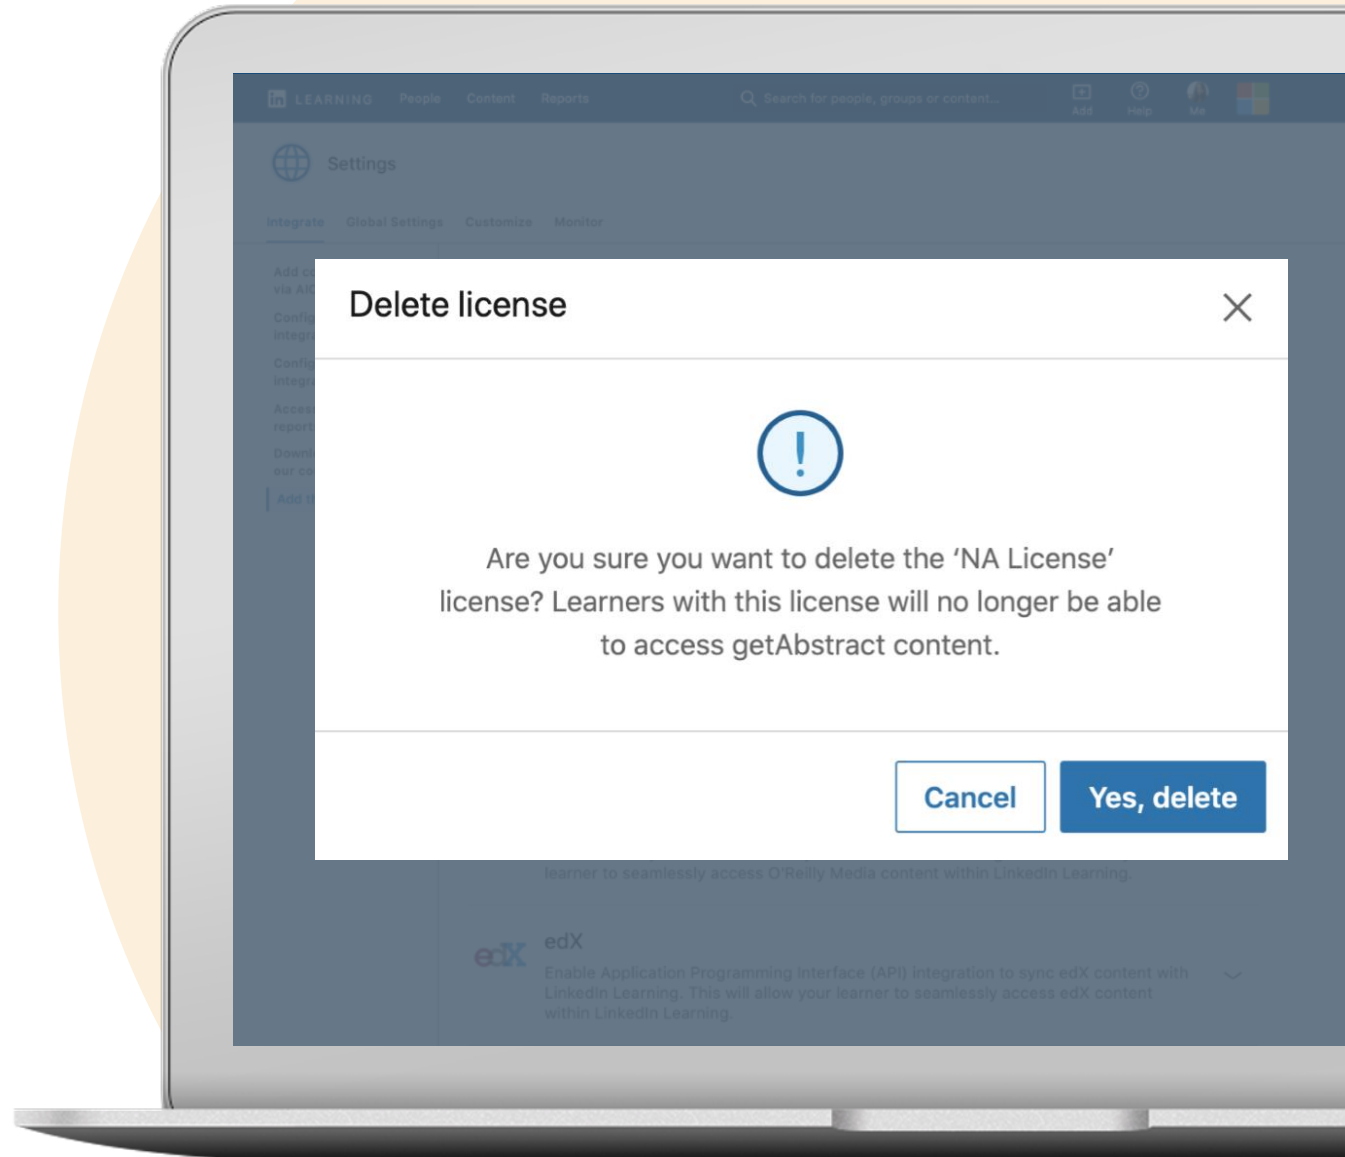 in LEARNING People Content Reports Search for people, groups or content... Add Help Me
Settings
Integrate Global Settings Customize Monitor
Add
via
Delete license
Are you sure you want to delete the ‘NA License’
license? Learners with this license will no longer be able
to access getAbstract content.
Cancel Yes, delete
learner to seamlessly access O'Reilly Media content within LinkedIn Learning.
edX
edX
Enable Application Programming Interface (API) integration to sync edX content with
LinkedIn Learning. This will allow your learner to seamlessly access edX content
within LinkedIn Learning.